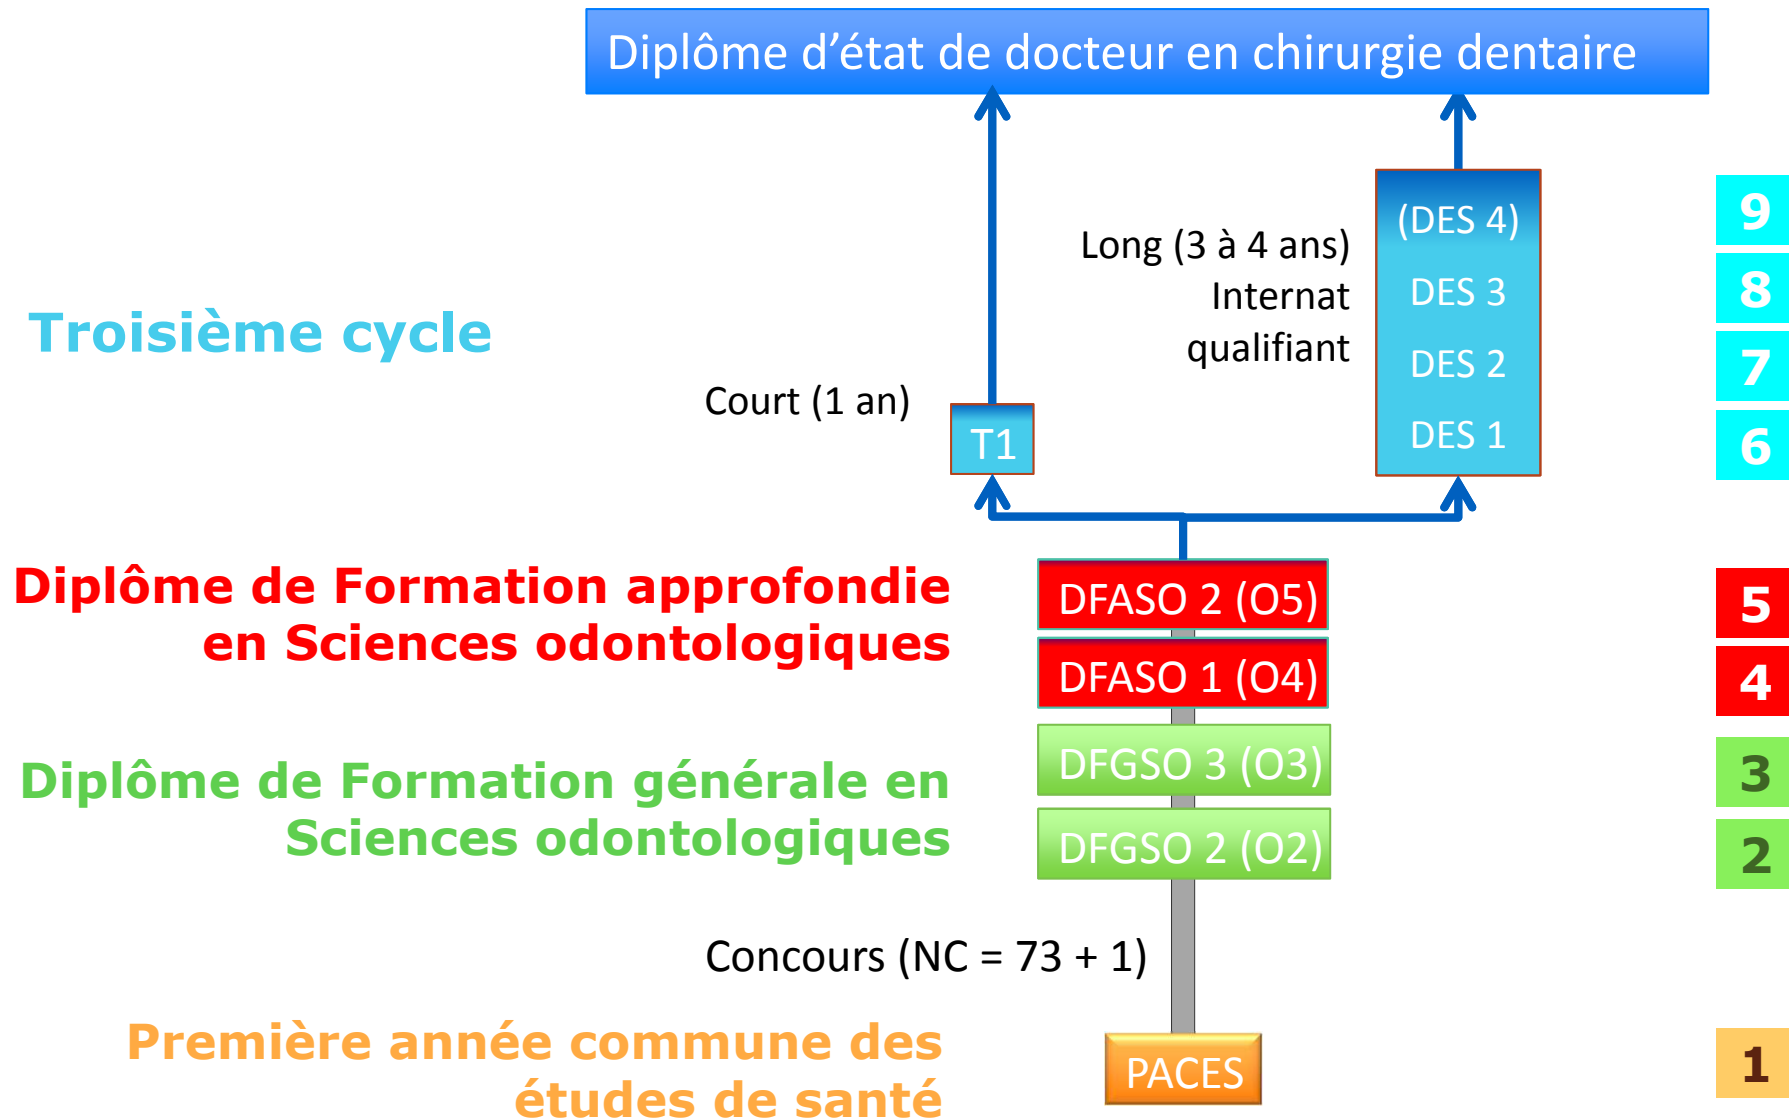 Diplôme d’état de docteur en chirurgie dentaire
(DES 4)
9
Long (3 à 4 ans)
Internat
qualifiant
DES 3
8
Troisième cycle
DES 2
7
Court (1 an)
T1
DES 1
6
Diplôme de Formation approfondie
en Sciences odontologiques
DFASO 2 (O5)
5
DFASO 1 (O4)
4
Diplôme de Formation générale en
Sciences odontologiques
DFGSO 3 (O3)
3
DFGSO 2 (O2)
2
Concours (NC = 73 + 1)
Première année commune des
études de santé
PACES
1